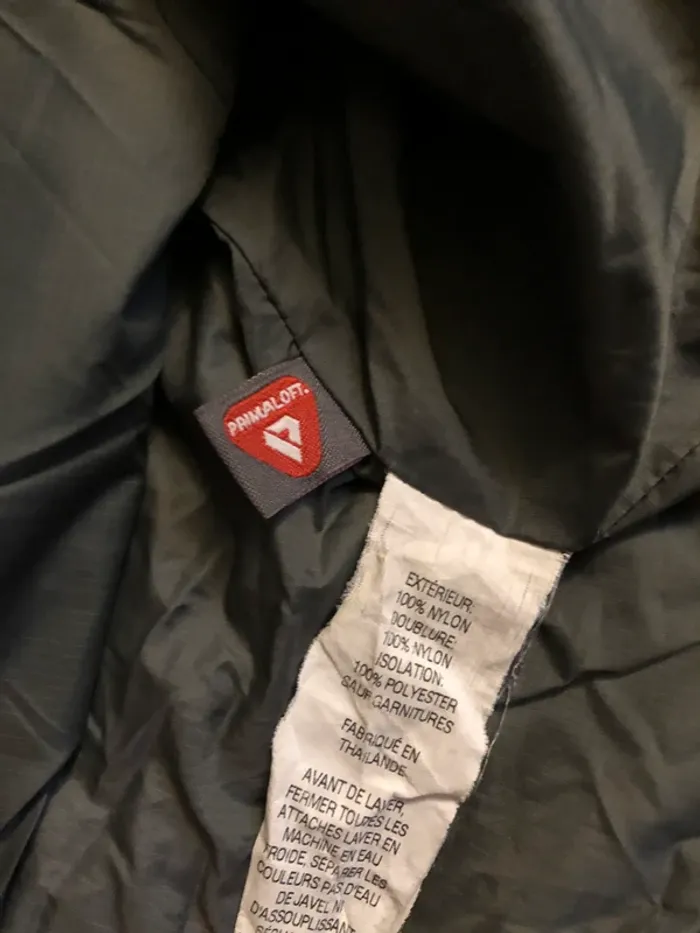 PRIMALOFT.
EXTÉRIEUR:
100% NYLON
DOUBLURE:
100% NYLON
ISOLATION:
100% POLYESTER
SAUF GARNITURES
FABRIQUÉ EN
THAÏLANDE
AVANT DE LAVER,
FERMER TOUTES LES
ATTACHES LAVER EN
MACHINE EN EAU
FROIDE, SÉPARER LES
COULEURS PAS D'EAU
DE JAVEL NI
D'ASSOUPLISSANT